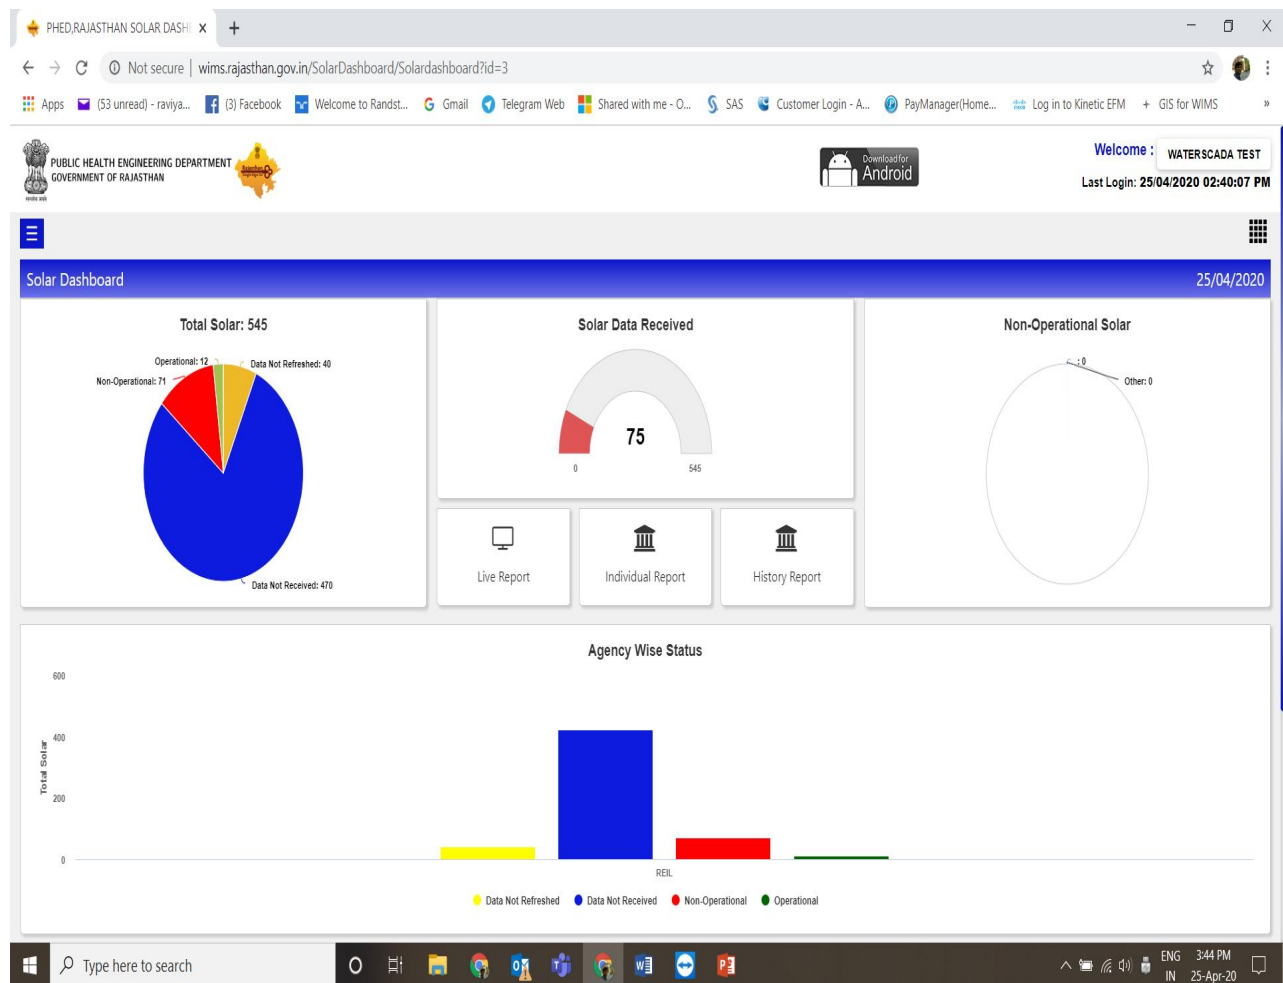 PHED,RAJASTHAN SOLAR DASH
Not secure | wims.rajasthan.gov.in/SolarDashboard/Solardashboard?id=3
Apps (53 unread) - raviya... (3) Facebook Welcome to Randst... Gmail Telegram Web Shared with me - O... SAS Customer Login - A... PayManager(Home... Log in to Kinetic EFM GIS for WIMS »
PUBLIC HEALTH ENGINEERING DEPARTMENT
GOVERNMENT OF RAJASTHAN
Download for
Android
Welcome : WATERSCADA TEST
Last Login: 25/04/2020 02:40:07 PM
Solar Dashboard 25/04/2020
Total Solar: 545
Operational: 12
Data Not Refreshed: 40
Non-Operational: 71
Data Not Received: 470
Solar Data Received
75
0 545
Non-Operational Solar
: 0
Other: 0
Live Report
Individual Report
History Report
Agency Wise Status
Total Solar
600
400
200
0
REIL
Data Not Refreshed Data Not Received Non-Operational Operational
Type here to search
ENG 3:44 PM
IN 25-Apr-20